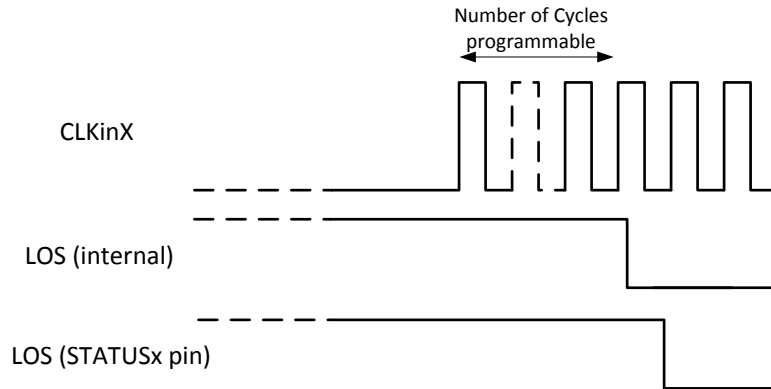 Number of Cycles
programmable
CLKinX
LOS (internal)
LOS (STATUSx pin)